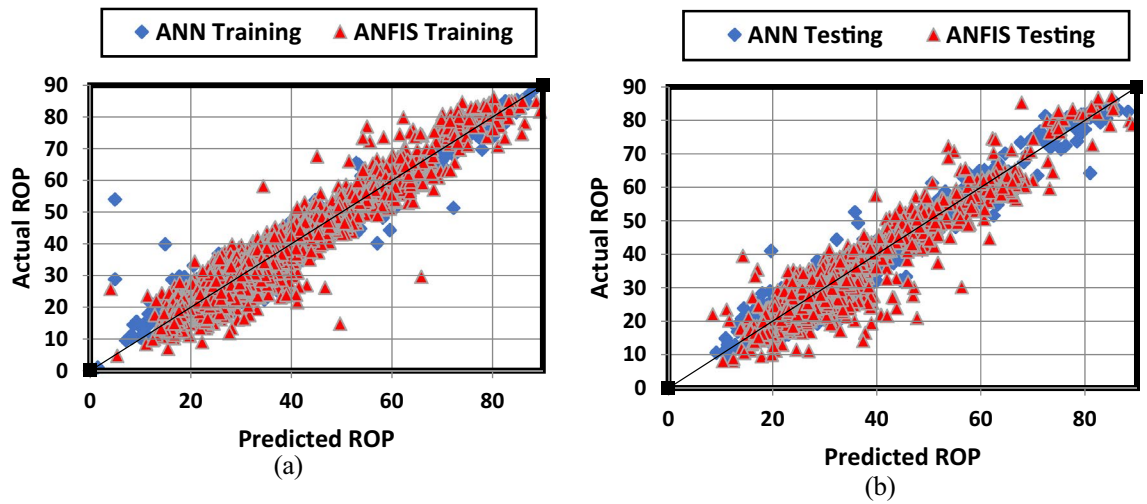 ANN Training ANFIS Training
90
80
70
60
50
40
30
20
10
0
0 20 40 60 80
Actual ROP
Predicted ROP
(a)
ANN Testing ANFIS Testing
90
80
70
60
50
40
30
20
10
0
0 20 40 60 80
Actual ROP
Predicted ROP
(b)